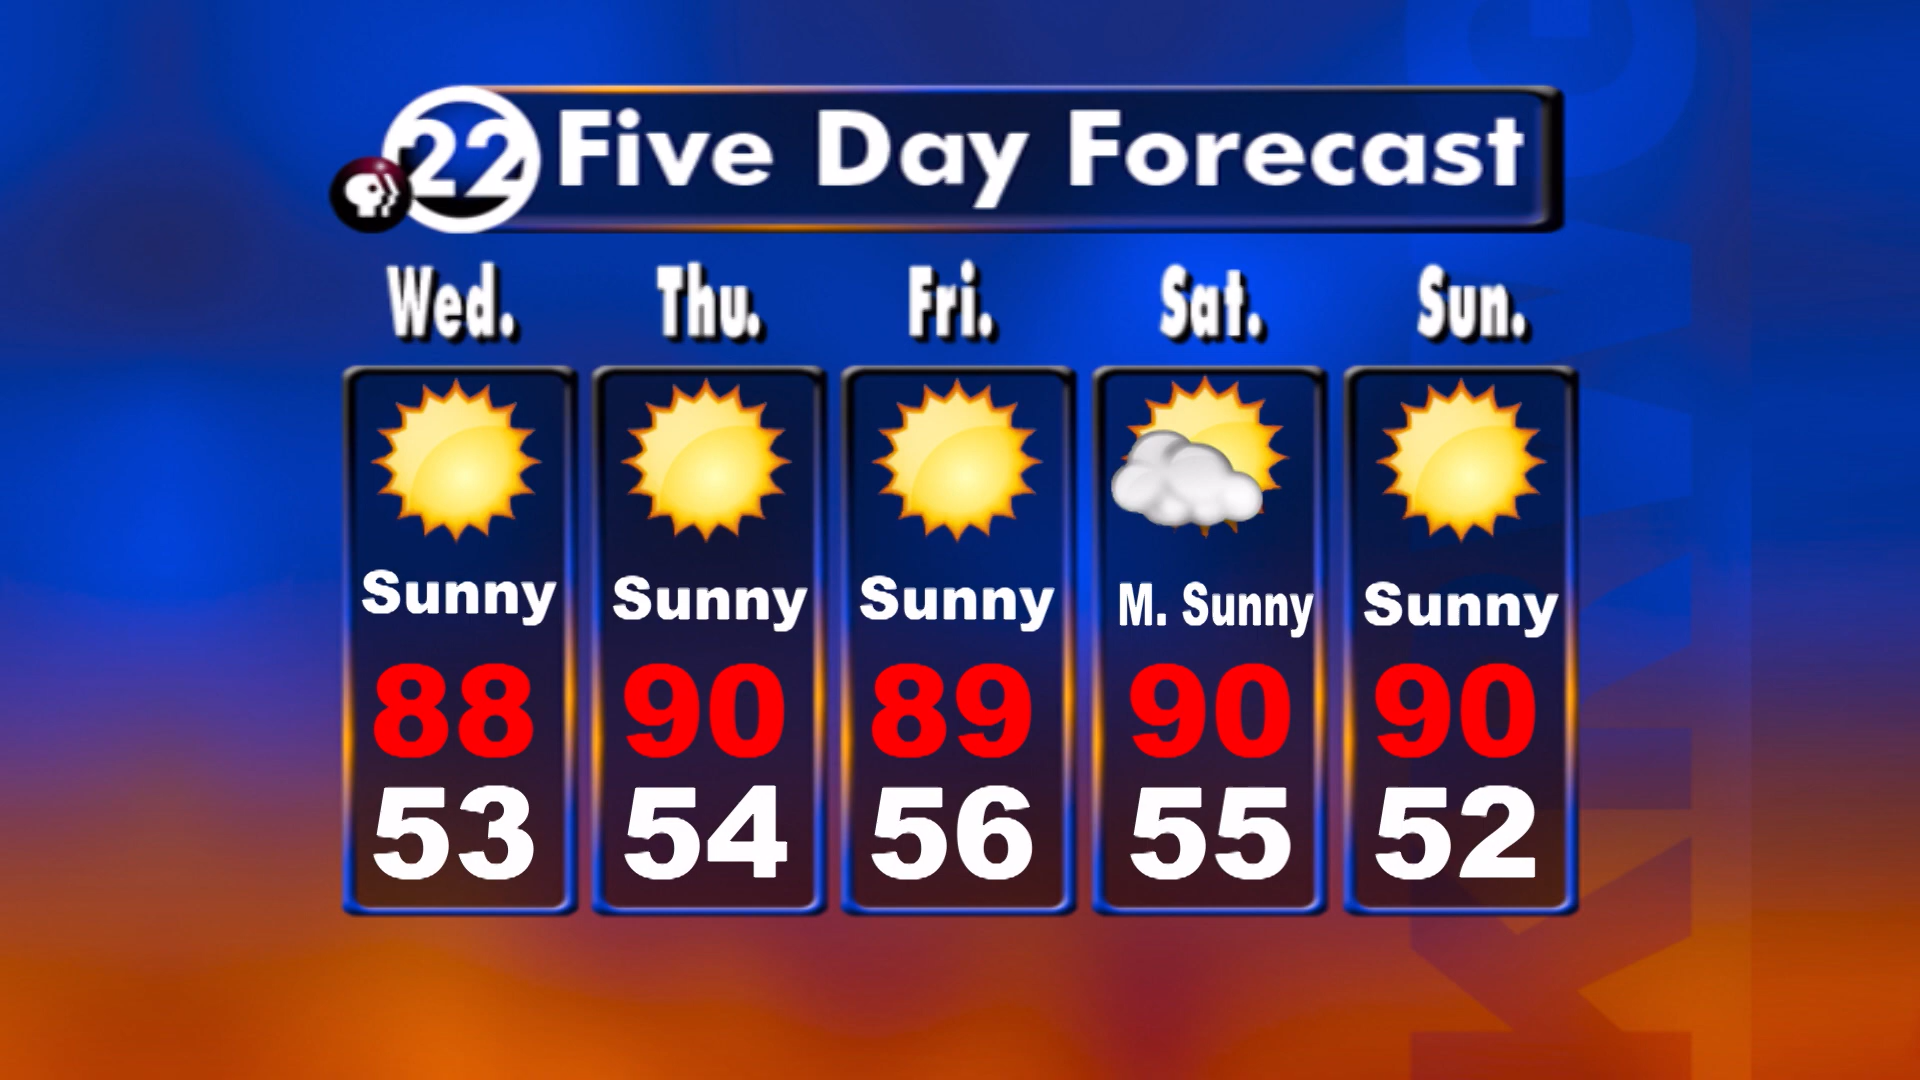 22 Five Day Forecast
Wed. Thu. Fri. Sat. Sun.
Sunny Sunny Sunny M. Sunny Sunny
88 90 89 90 90
53 54 56 55 52
KRWG